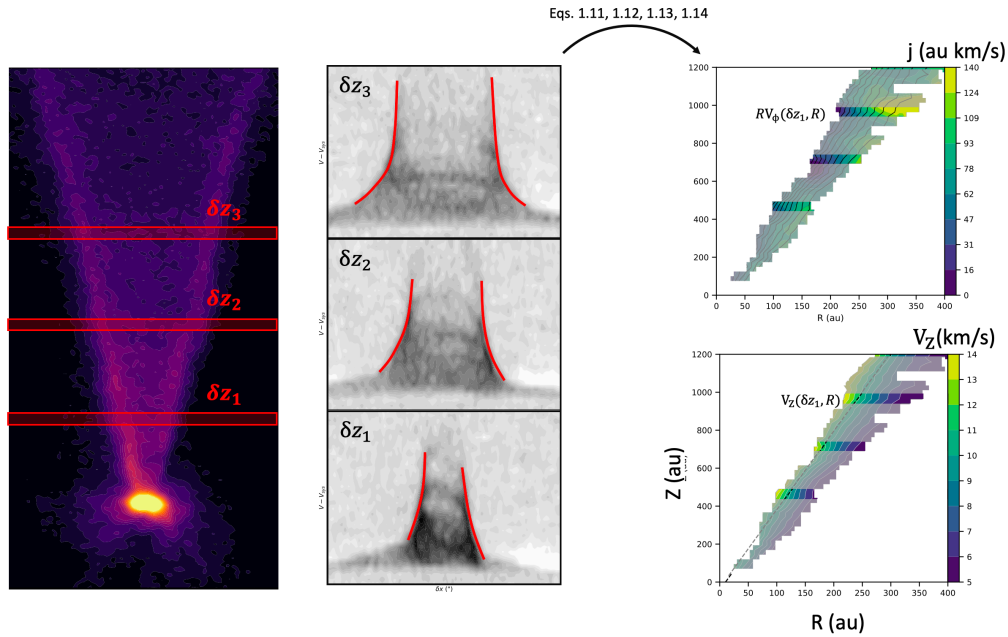 Eqs. 1.11, 1.12, 1.13, 1.14
δz₃
δz₂
δz₁
δz₃
V − Vsys
δz₂
V − Vsys
δz₁
V − Vsys
δx (")
j (au km/s)
RVϕ(δz₁, R)
1200
1000
800
600
400
200
0
0 50 100 150 200 250 300 350 400
R (au)
140
124
109
93
78
62
47
31
16
0
V_Z(km/s)
V_Z(δz₁, R)
Z (au)
1200
1000
800
600
400
200
0
0 50 100 150 200 250 300 350 400
R (au)
14
13
12
11
10
9
8
7
6
5